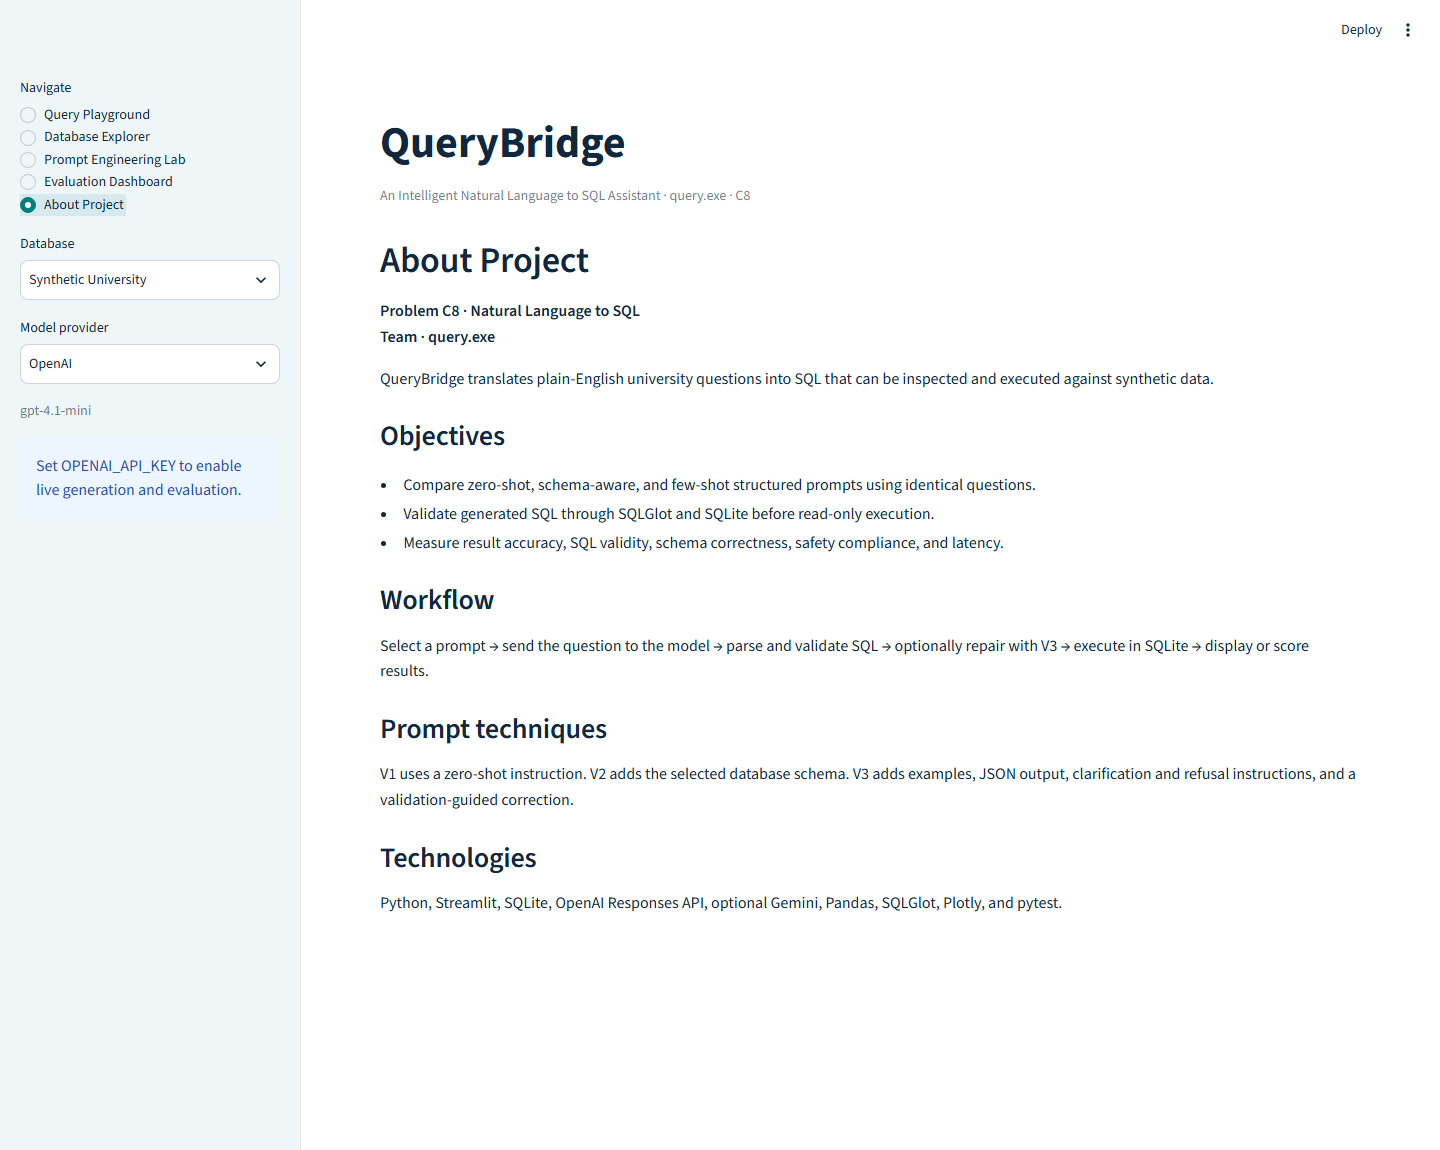 Deploy
Navigate
Query Playground
Database Explorer
Prompt Engineering Lab
Evaluation Dashboard
About Project
Database
Synthetic University
Model provider
OpenAI
gpt-4.1-mini
Set OPENAI_API_KEY to enable
live generation and evaluation.
QueryBridge
An Intelligent Natural Language to SQL Assistant · query.exe · C8
About Project
Problem C8 · Natural Language to SQL
Team · query.exe
QueryBridge translates plain-English university questions into SQL that can be inspected and executed against synthetic data.
Objectives
• Compare zero-shot, schema-aware, and few-shot structured prompts using identical questions.
• Validate generated SQL through SQLGlot and SQLite before read-only execution.
• Measure result accuracy, SQL validity, schema correctness, safety compliance, and latency.
Workflow
Select a prompt → send the question to the model → parse and validate SQL → optionally repair with V3 → execute in SQLite → display or score
results.
Prompt techniques
V1 uses a zero-shot instruction. V2 adds the selected database schema. V3 adds examples, JSON output, clarification and refusal instructions, and a
validation-guided correction.
Technologies
Python, Streamlit, SQLite, OpenAI Responses API, optional Gemini, Pandas, SQLGlot, Plotly, and pytest.